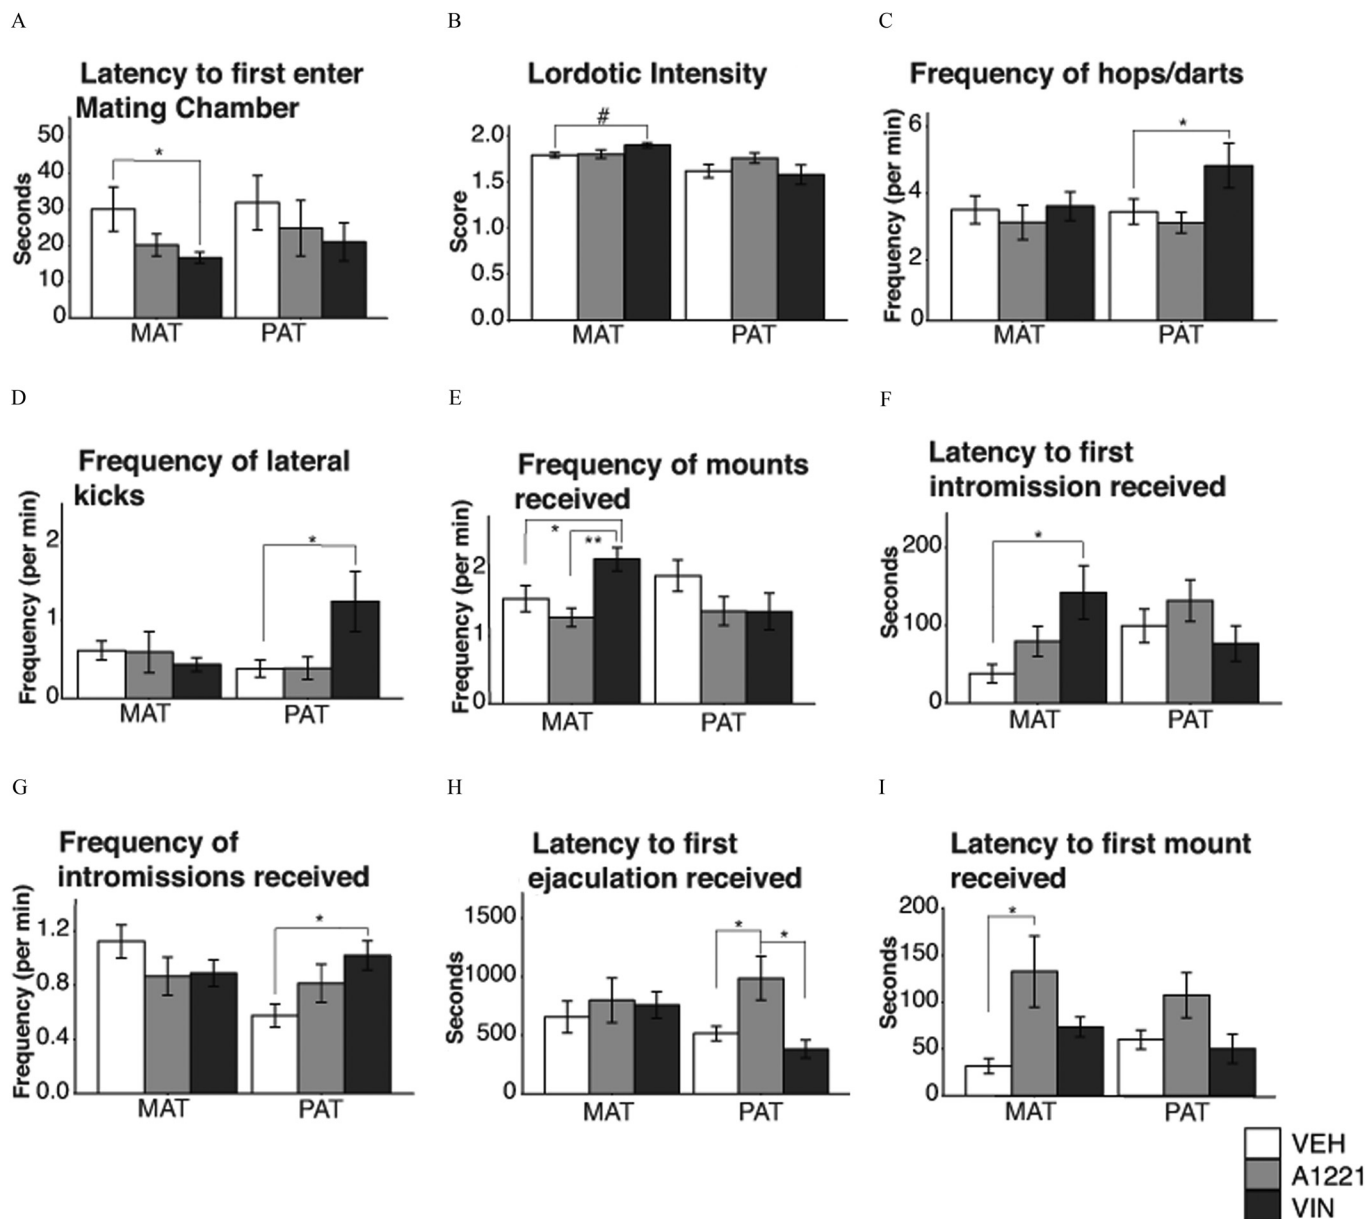 A
Latency to first enter
Mating Chamber
50
40
30
20
10
0
Seconds
*
MAT
PAT
B
Lordotic Intensity
2.0
1.5
1.0
0.5
0.0
Score
#
MAT
PAT
C
Frequency of hops/darts
6
4
2
0
Frequency (per min)
*
MAT
PAT
D
Frequency of lateral
kicks
2
1
0
Frequency (per min)
*
MAT
PAT
E
Frequency of mounts
received
2
1
0
Frequency (per min)
*
**
MAT
PAT
F
Latency to first
intromission received
200
100
0
Seconds
*
MAT
PAT
G
Frequency of
intromissions received
1.2
0.8
0.4
0.0
Frequency (per min)
*
MAT
PAT
H
Latency to first
ejaculation received
1500
1000
500
0
Seconds
*
*
MAT
PAT
I
Latency to first mount
received
200
150
100
50
0
Seconds
*
MAT
PAT
VEH
A1221
VIN